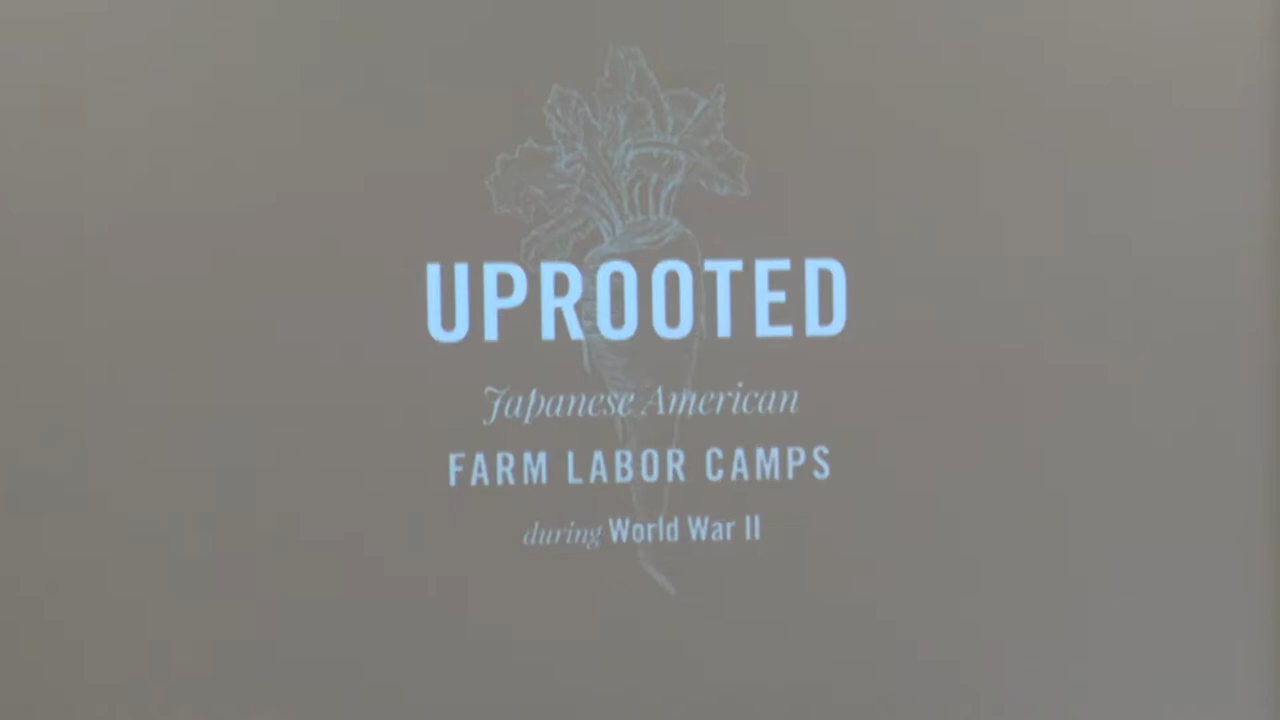 UPROOTED
Japanese American
FARM LABOR CAMPS
during World War II